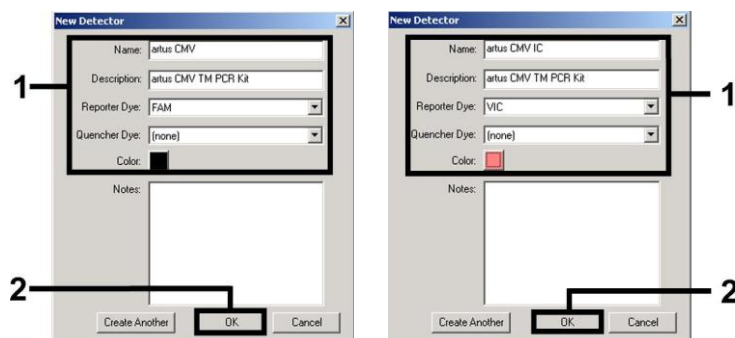 New Detector
Name: artus CMV
Description: artus CMV TM PCR Kit
Reporter Dye: FAM
Quencher Dye: (none)
Color:
Notes:
Create Another OK Cancel
1
2
New Detector
Name: artus CMV IC
Description: artus CMV TM PCR Kit
Reporter Dye: VIC
Quencher Dye: (none)
Color:
Notes:
Create Another OK Cancel
1
2